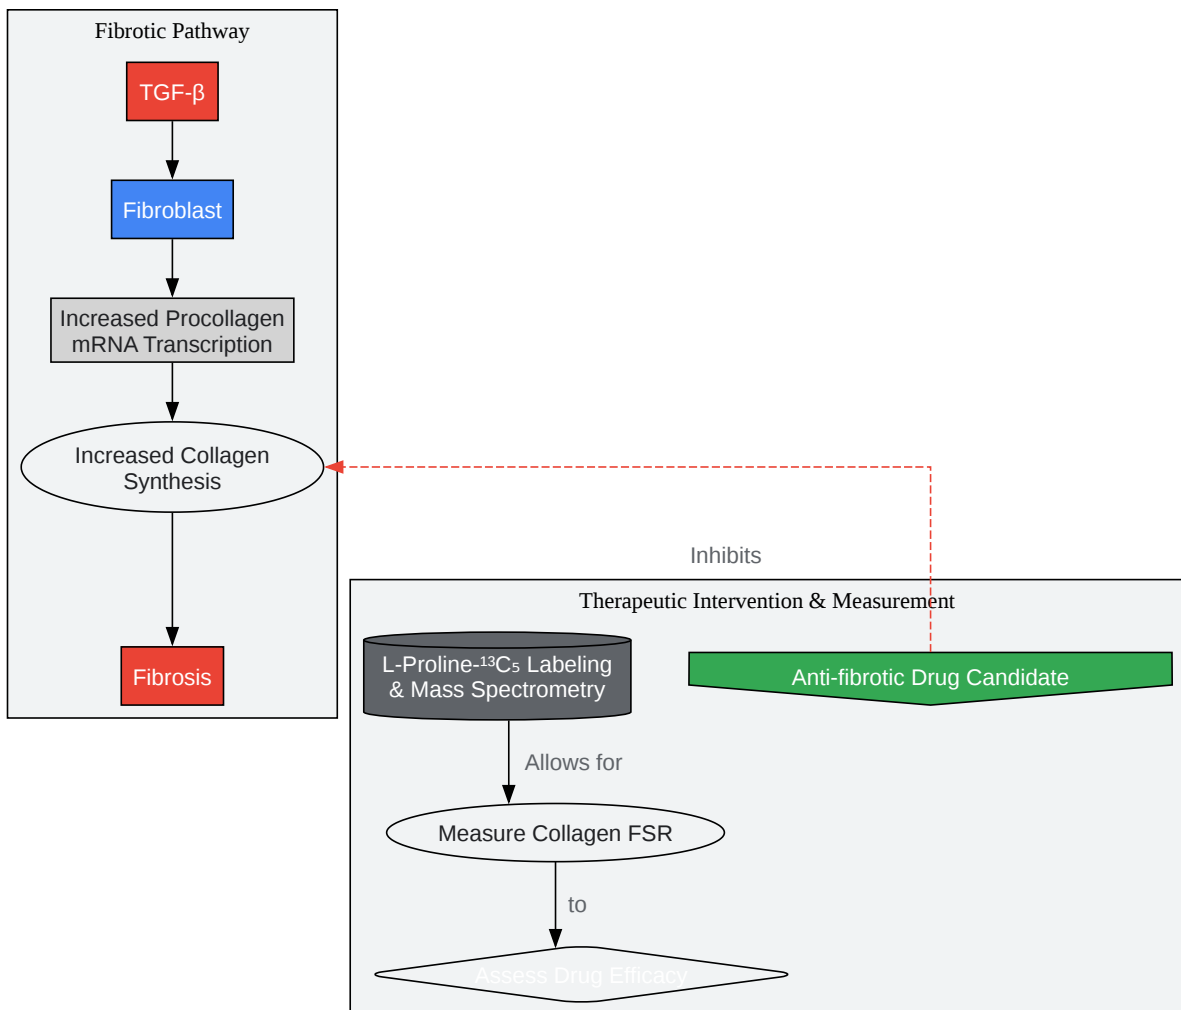 Fibrotic Pathway
TGF-β
Fibroblast
Increased Procollagen
mRNA Transcription
Increased Collagen
Synthesis
Fibrosis
Inhibits
Therapeutic Intervention & Measurement
L-Proline-¹³C₅ Labeling
& Mass Spectrometry
Anti-fibrotic Drug Candidate
Allows for
Measure Collagen FSR
to
Assess Drug Efficacy